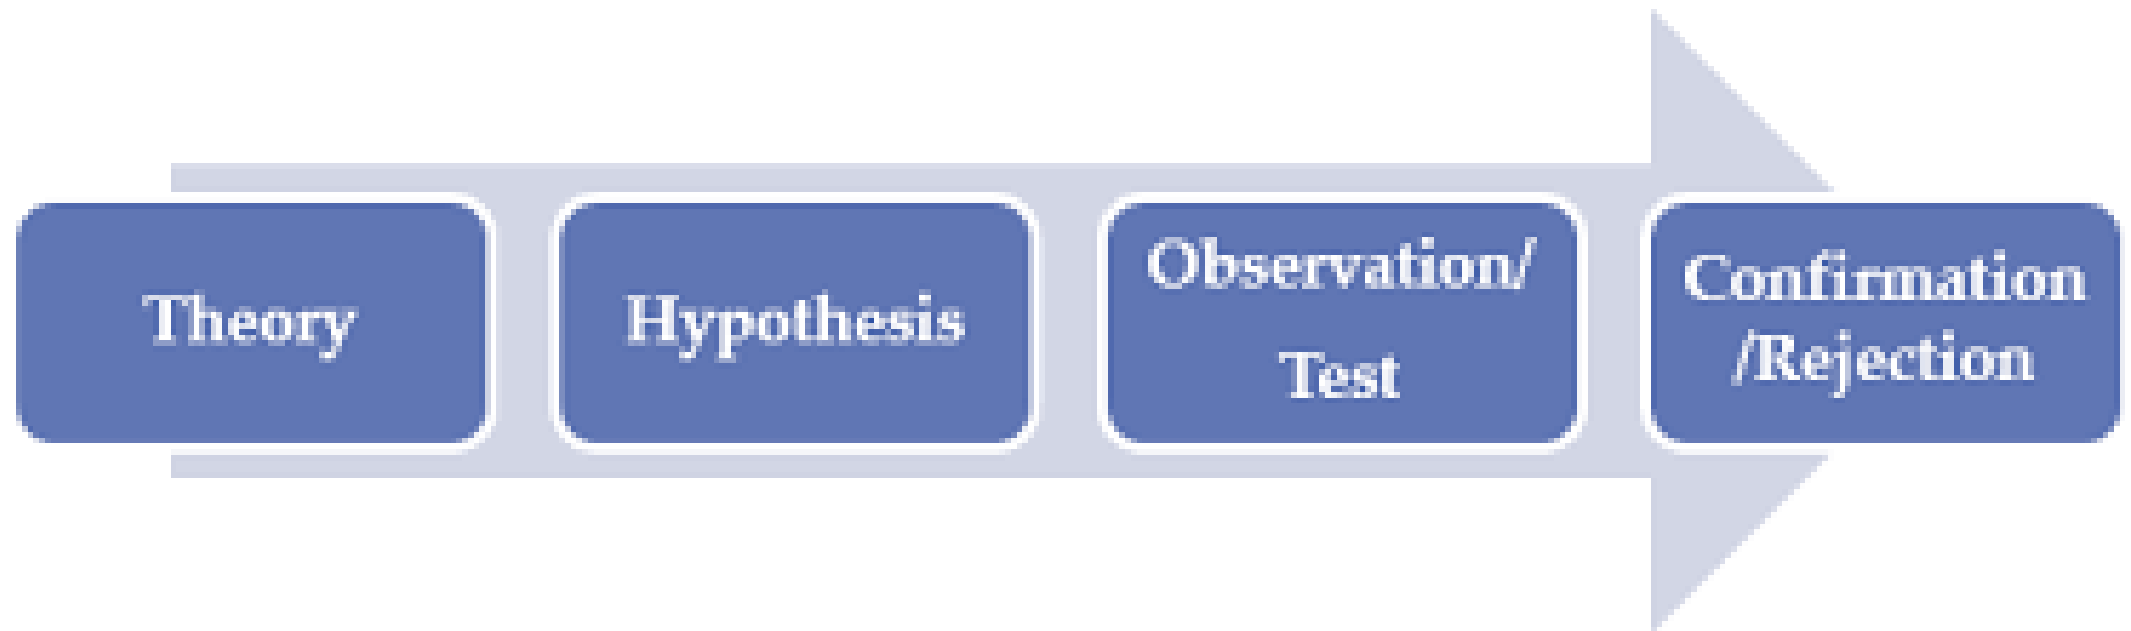 Theory
Hypothesis
Observation/
Test
Confirmation
/Rejection